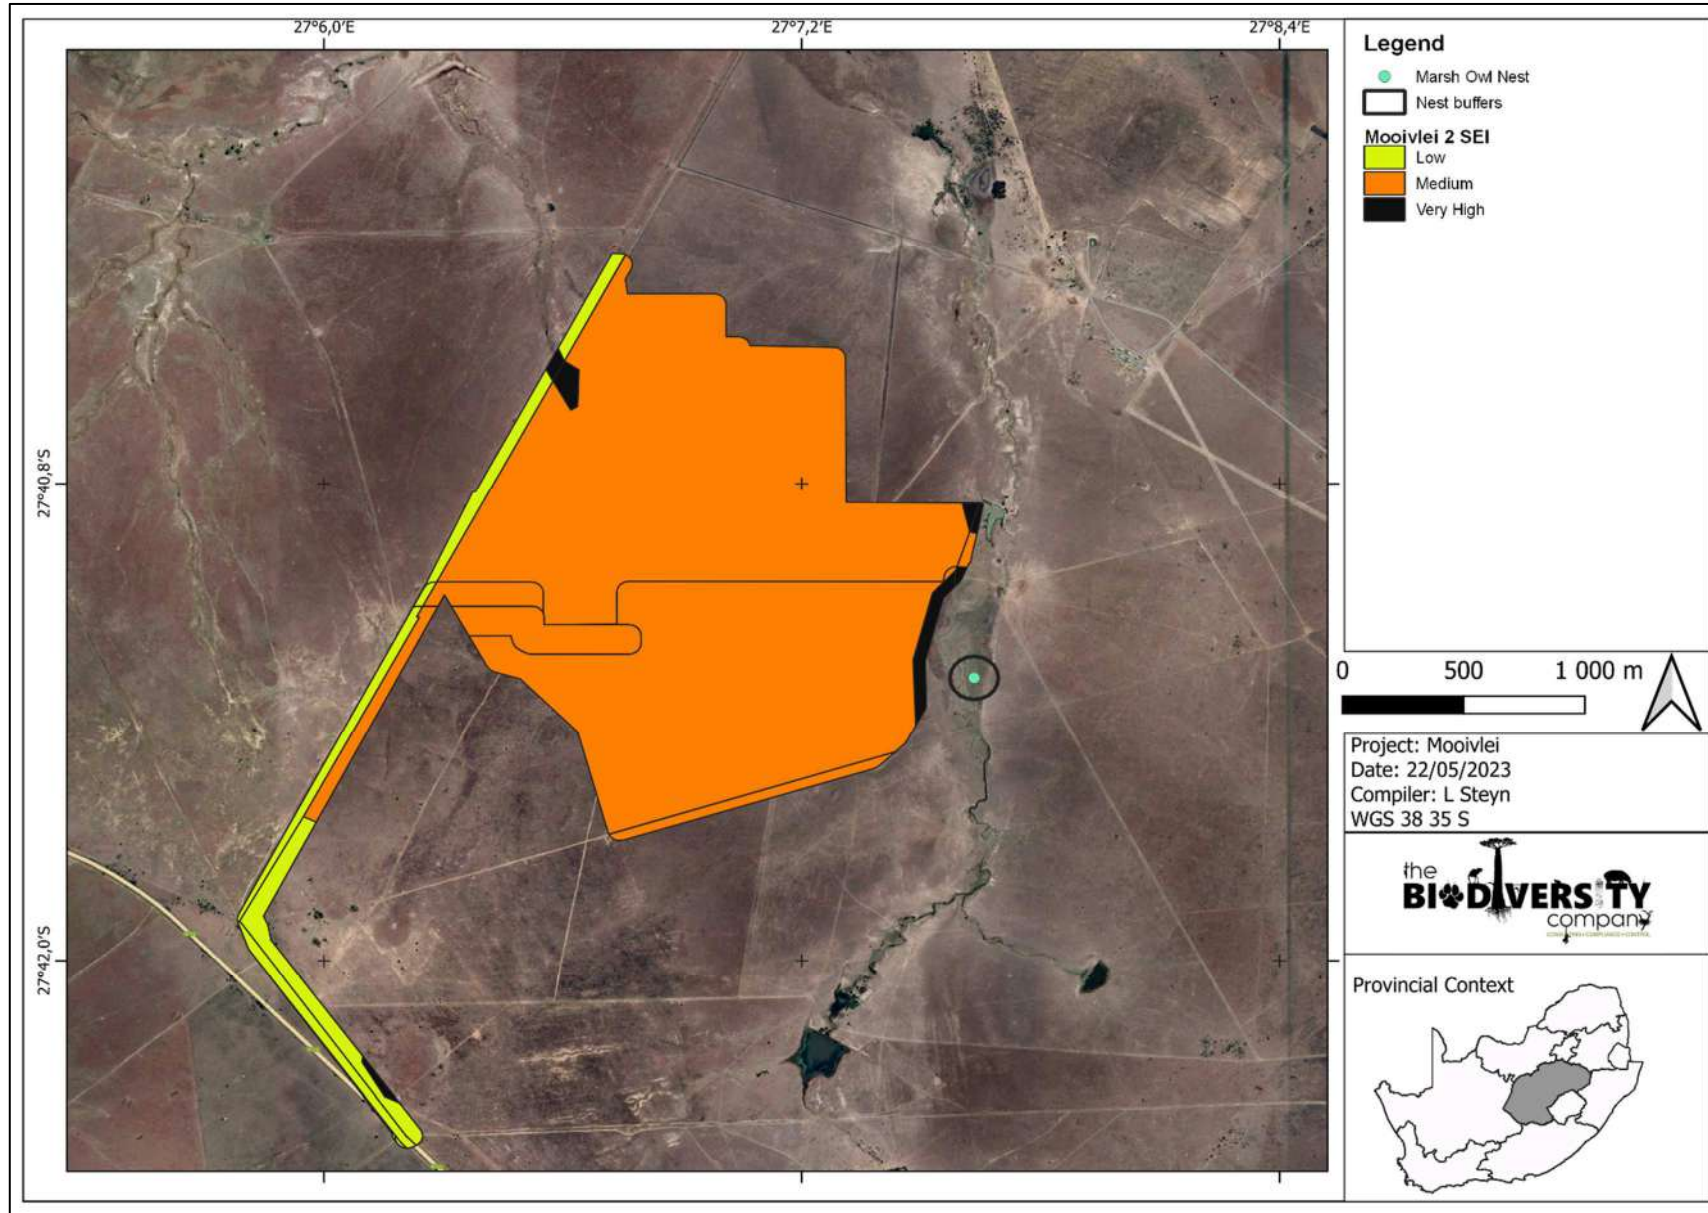 27°6,0'E
27°7,2'E
27°8,4'E
27°40,8'S
27°42,0'S
Legend
Marsh Owl Nest
Nest buffers
Mooivlei 2 SEI
Low
Medium
Very High
0 500 1 000 m
Project: Mooivlei
Date: 22/05/2023
Compiler: L Steyn
WGS 38 35 S
the
BIODIVERSITY
company
Provincial Context